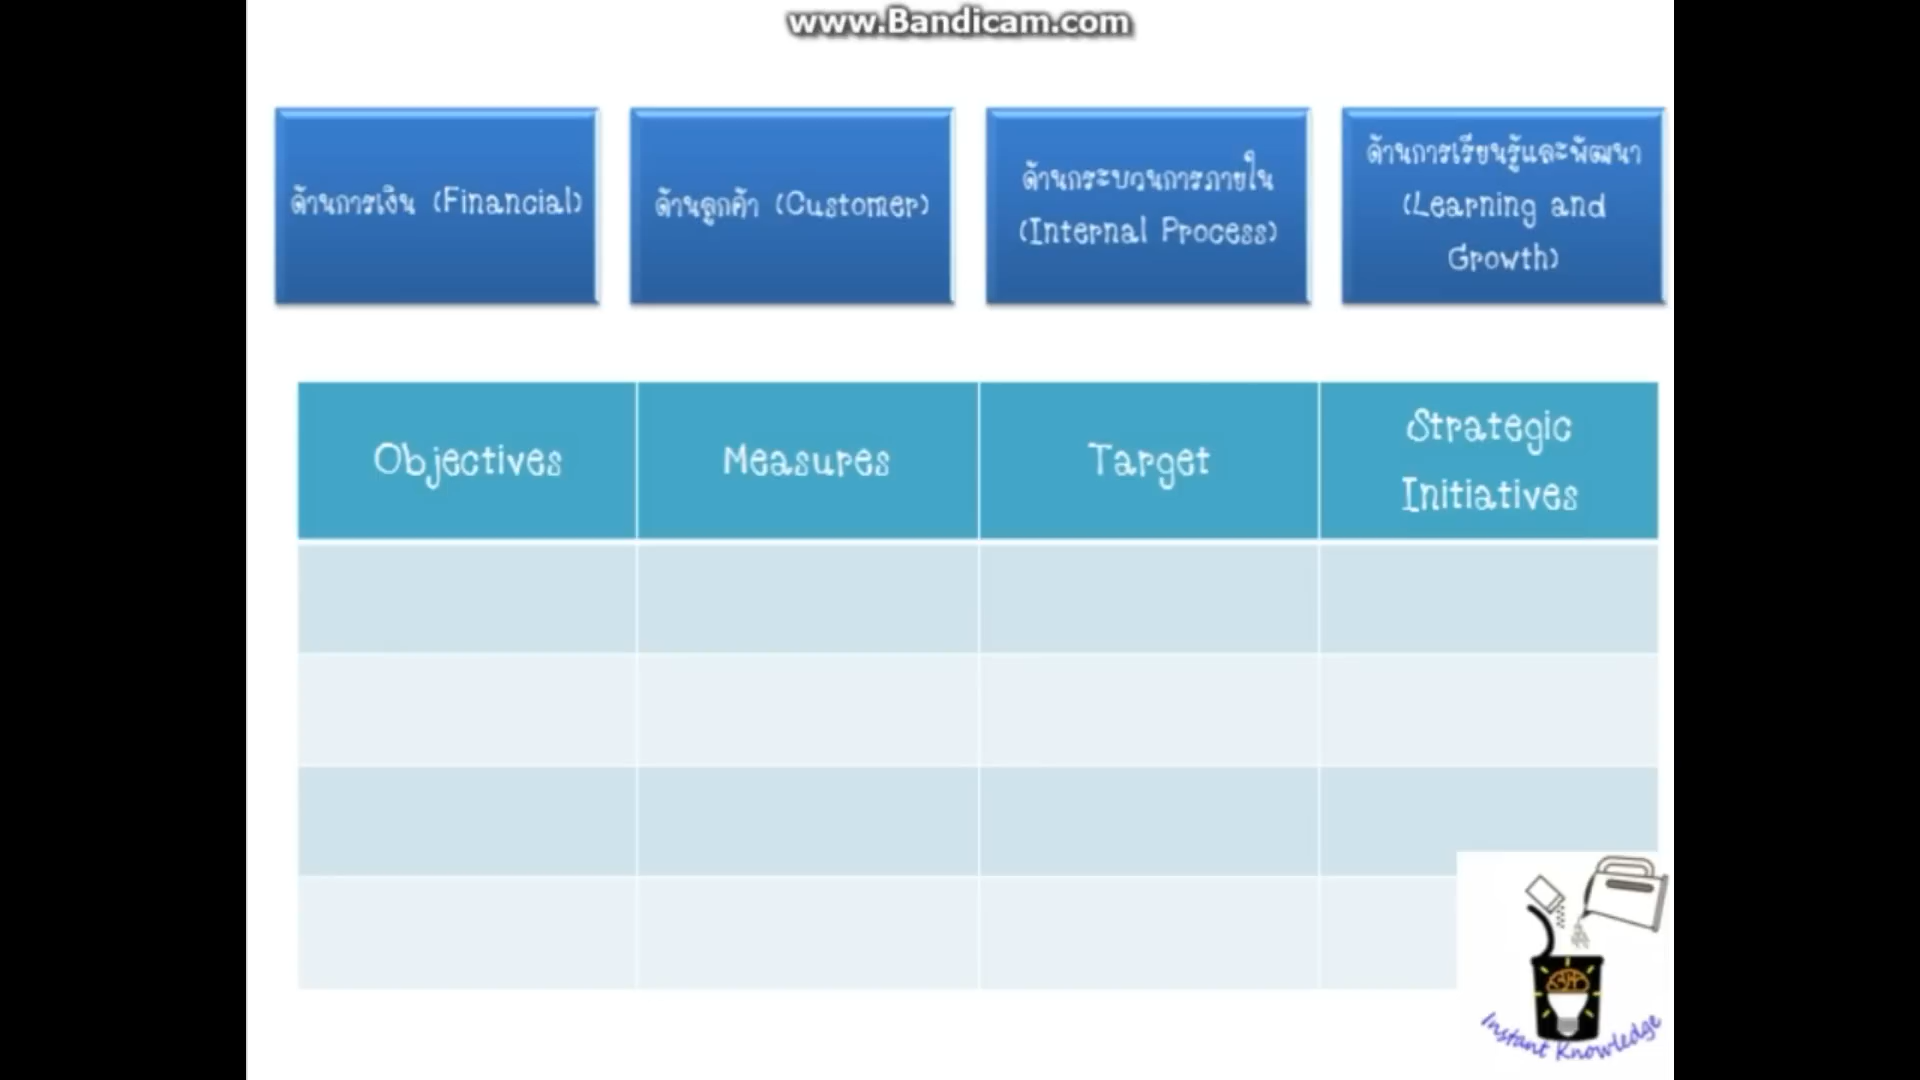 www.Bandicam.com
ด้านการเงิน (Financial)
ด้านลูกค้า (Customer)
ด้านกระบวนการภายใน
(Internal Process)
ด้านการเรียนรู้และพัฒนา
(Learning and
Growth)
Objectives
Measures
Target
Strategic
Initiatives
Instant Knowledge